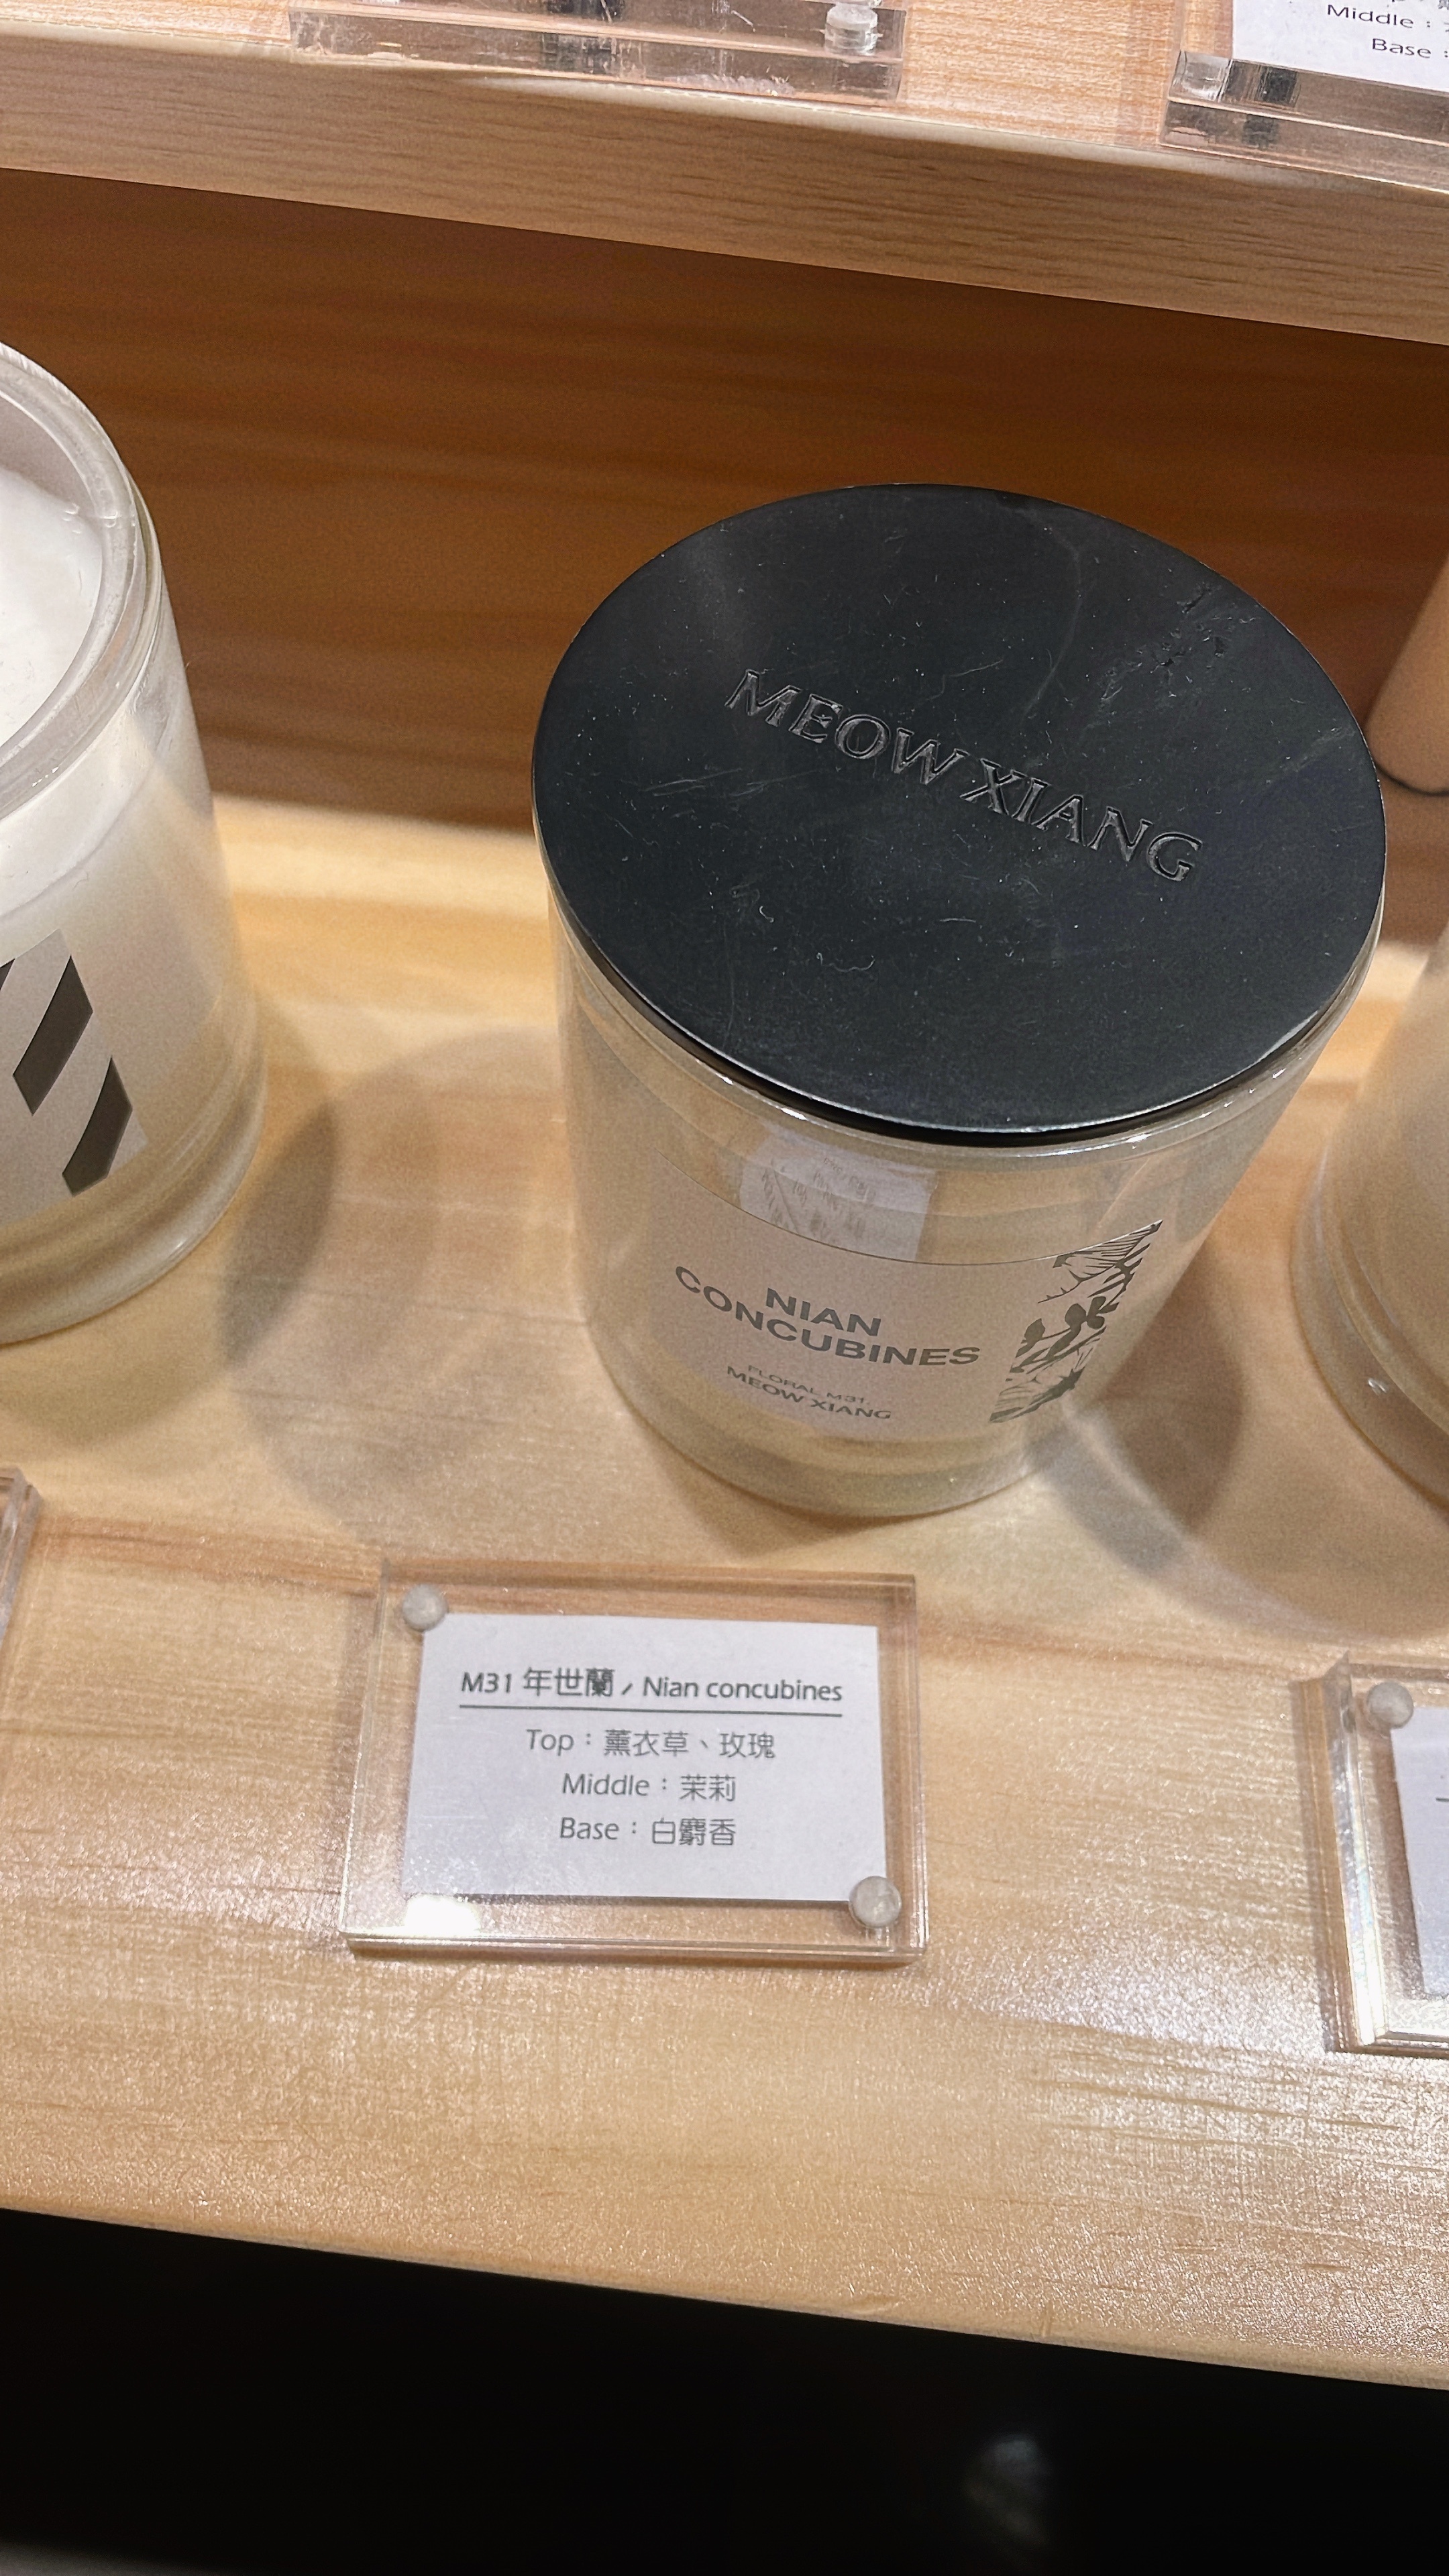 Middle：
Base：
MEOW XIANG
NIAN
CONCUBINES
FLORAL M31.
MEOW XIANG
M31 年世蘭 / Nian concubines
Top：薰衣草、玫瑰
Middle：茉莉
Base：白麝香